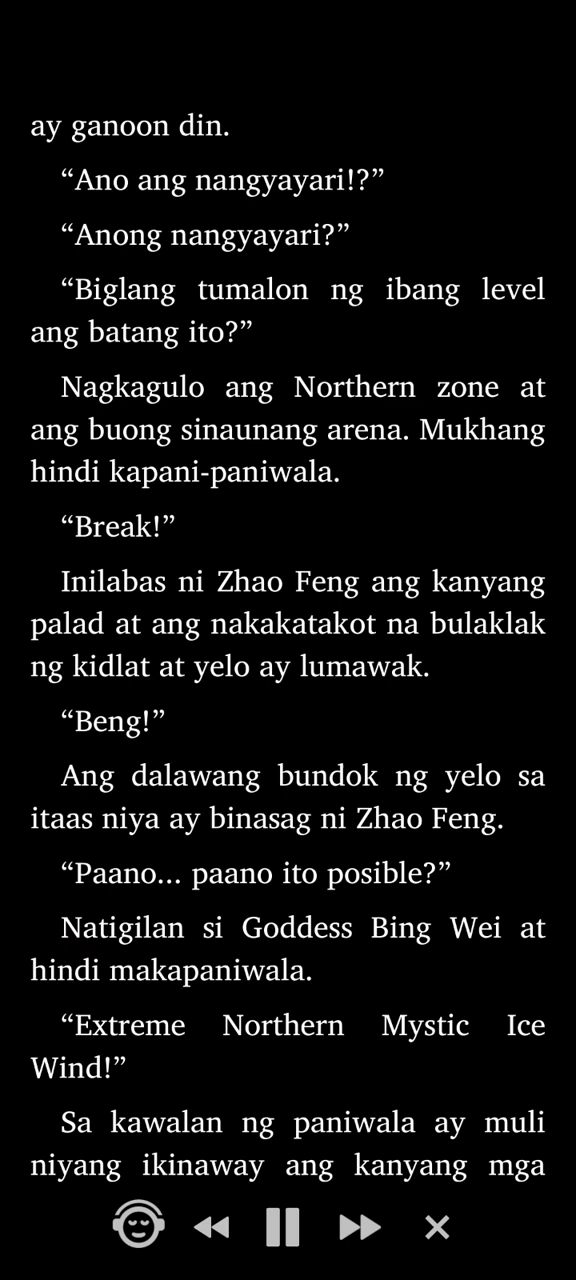 ay ganoon din.
“Ano ang nangyayari!?”
“Anong nangyayari?”
“Biglang tumalon ng ibang level
ang batang ito?”
Nagkagulo ang Northern zone at
ang buong sinaunang arena. Mukhang
hindi kapani-paniwala.
“Break!”
Inilabas ni Zhao Feng ang kanyang
palad at ang nakakatakot na bulaklak
ng kidlat at yelo ay lumawak.
“Beng!”
Ang dalawang bundok ng yelo sa
itaas niya ay binasag ni Zhao Feng.
“Paano... paano ito posible?”
Natigilan si Goddess Bing Wei at
hindi makapaniwala.
“Extreme Northern Mystic Ice
Wind!”
Sa kawalan ng paniwala ay muli
niyang ikinaway ang kanyang mga